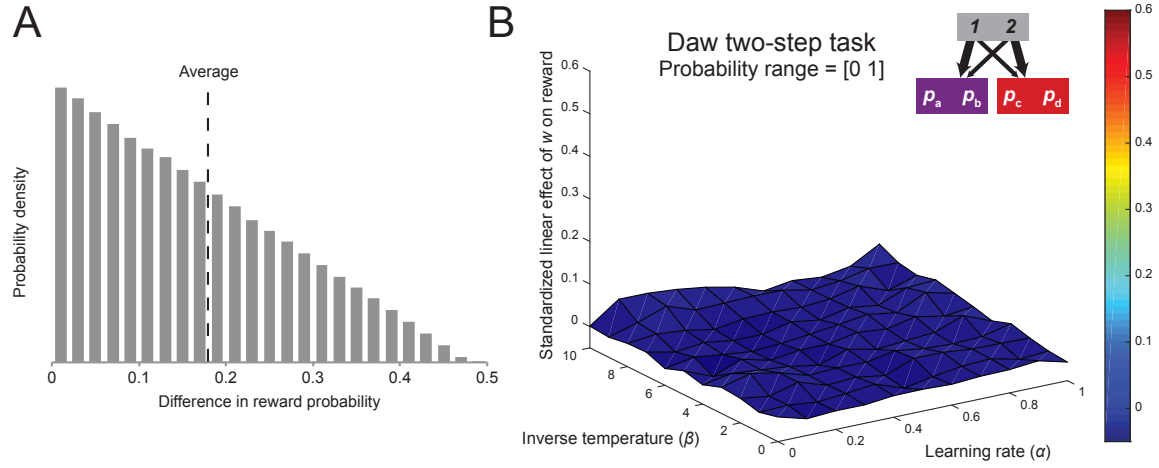 A
Average
Probability density
0 0.1 0.2 0.3 0.4 0.5
Difference in reward probability
B
Daw two-step task
Probability range = [0 1]
1 2
pa pb pc pd
Standardized linear effect of w on reward
0.6
0.5
0.4
0.3
0.2
0.1
0
10 8 6 4 2 0
Inverse temperature (β)
0 0.2 0.4 0.6 0.8 1
Learning rate (α)
0.6
0.5
0.4
0.3
0.2
0.1
0